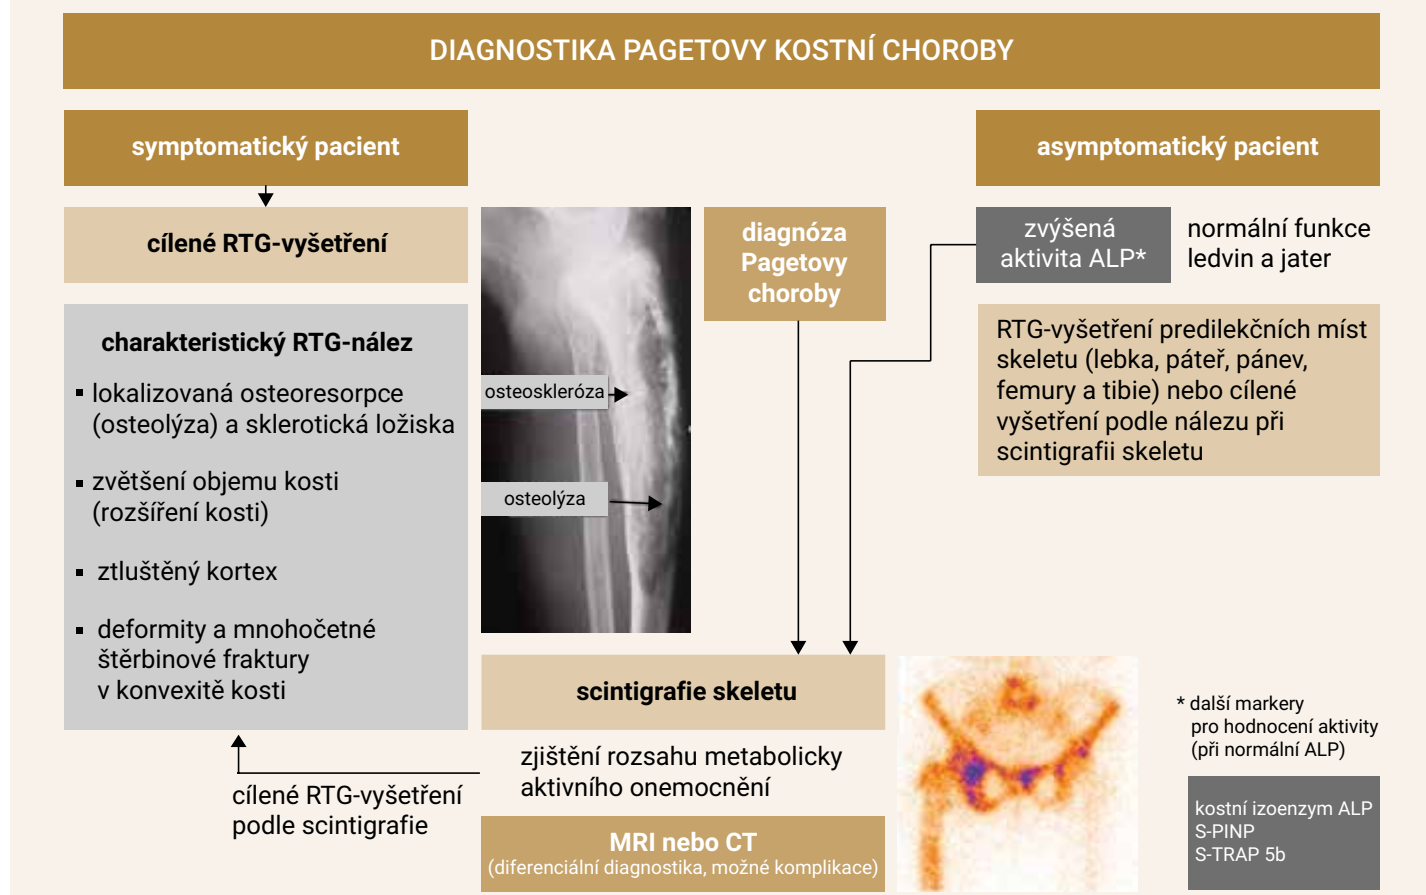 DIAGNOSTIKA PAGETOVY KOSTNÍ CHOROBY
symptomatický pacient
cílené RTG-vyšetření
charakteristický RTG-nález
▪ lokalizovaná osteoresorpce
(osteolýza) a sklerotická ložiska
▪ zvětšení objemu kosti
(rozšíření kosti)
▪ ztluštěný kortex
▪ deformity a mnohočetné
štěrbinové fraktury
v konvexitě kosti
cílené RTG-vyšetření
podle scintigrafie
osteoskleróza
osteolýza
diagnóza
Pagetovy
choroby
scintigrafie skeletu
zjištění rozsahu metabolicky
aktivního onemocnění
MRI nebo CT
(diferenciální diagnostika, možné komplikace)
asymptomatický pacient
zvýšená
aktivita ALP*
normální funkce
ledvin a jater
RTG-vyšetření predilekčních míst
skeletu (lebka, páteř, pánev,
femury a tibie) nebo cílené
vyšetření podle nálezu při
scintigrafii skeletu
* další markery
pro hodnocení aktivity
(při normální ALP)
kostní izoenzym ALP
S-PINP
S-TRAP 5b